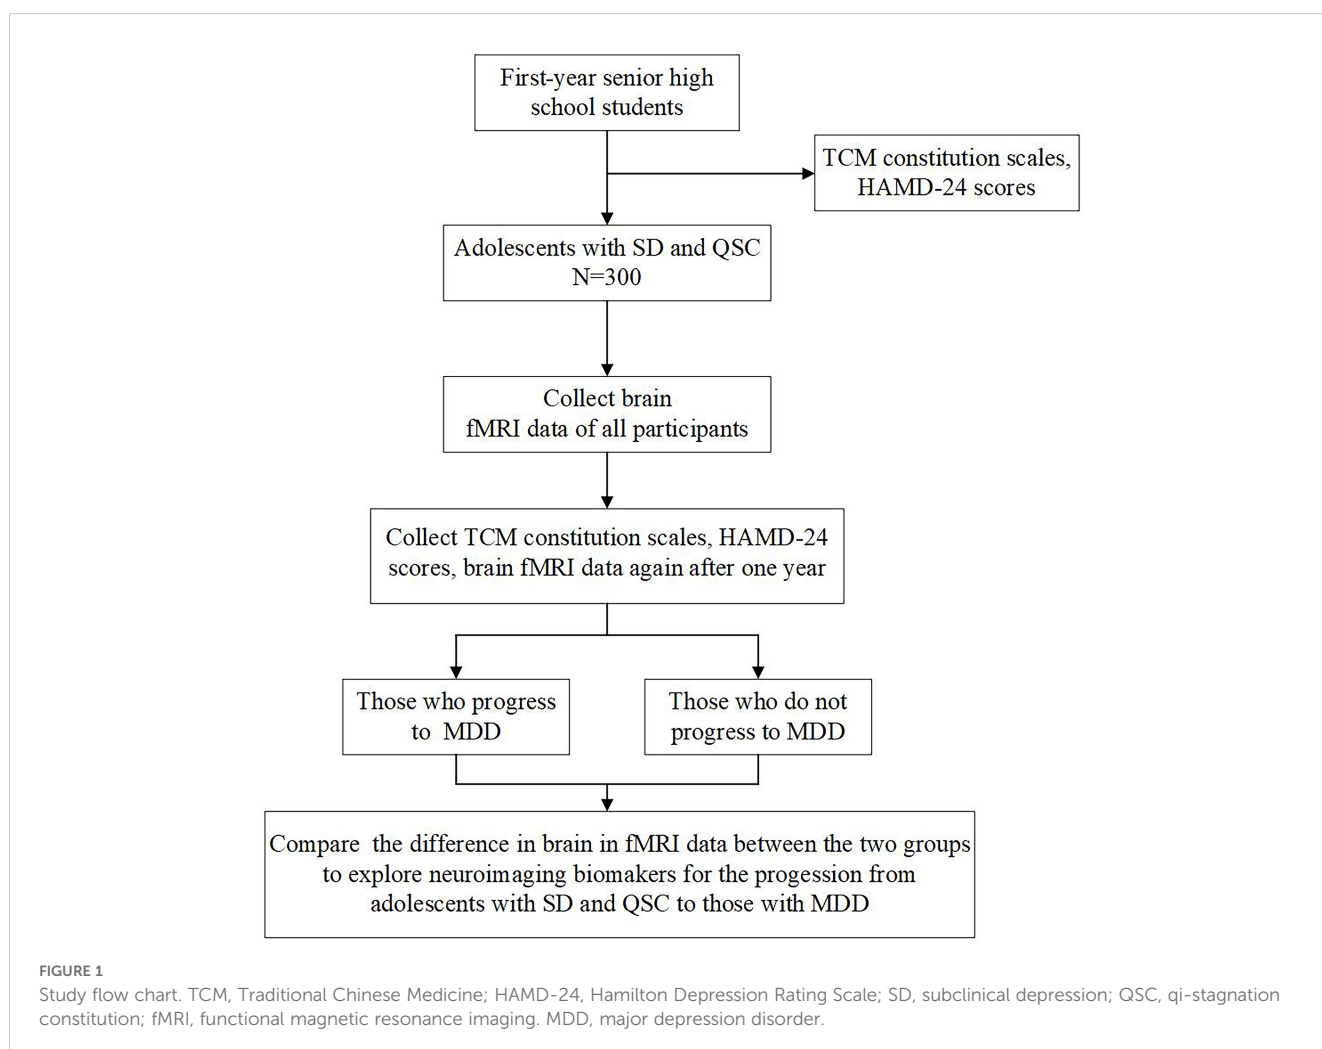 First-year senior high
school students
TCM constitution scales,
HAMD-24 scores
Adolescents with SD and QSC
N=300
Collect brain
fMRI data of all participants
Collect TCM constitution scales, HAMD-24
scores, brain fMRI data again after one year
Those who progress
to MDD
Those who do not
progress to MDD
Compare the difference in brain in fMRI data between the two groups
to explore neuroimaging biomakers for the progession from
adolescents with SD and QSC to those with MDD
FIGURE 1
Study flow chart. TCM, Traditional Chinese Medicine; HAMD-24, Hamilton Depression Rating Scale; SD, subclinical depression; QSC, qi-stagnation
constitution; fMRI, functional magnetic resonance imaging. MDD, major depression disorder.